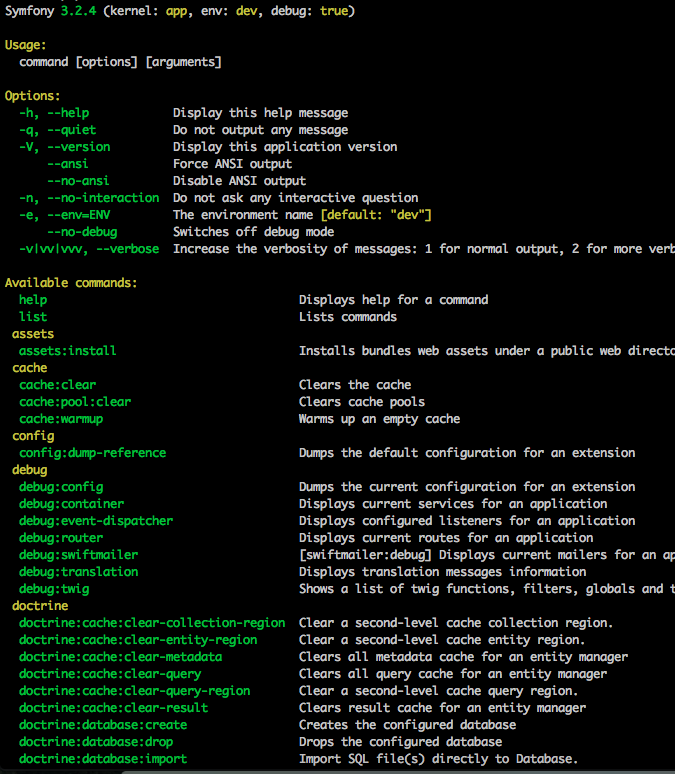 Symfony 3.2.4 (kernel: app, env: dev, debug: true)
Usage:
command [options] [arguments]
Options:
-h, --help Display this help message
-q, --quiet Do not output any message
-V, --version Display this application version
--ansi Force ANSI output
--no-ansi Disable ANSI output
-n, --no-interaction Do not ask any interactive question
-e, --env=ENV The environment name [default: "dev"]
--no-debug Switches off debug mode
-v|vv|vvv, --verbose Increase the verbosity of messages: 1 for normal output, 2 for more verb
Available commands:
help Displays help for a command
list Lists commands
assets
assets:install Installs bundles web assets under a public web directo
cache
cache:clear Clears the cache
cache:pool:clear Clears cache pools
cache:warmup Warms up an empty cache
config
config:dump-reference Dumps the default configuration for an extension
debug
debug:config Dumps the current configuration for an extension
debug:container Displays current services for an application
debug:event-dispatcher Displays configured listeners for an application
debug:router Displays current routes for an application
debug:swiftmailer [swiftmailer:debug] Displays current mailers for an ap
debug:translation Displays translation messages information
debug:twig Shows a list of twig functions, filters, globals and t
doctrine
doctrine:cache:clear-collection-region Clear a second-level cache collection region.
doctrine:cache:clear-entity-region Clear a second-level cache entity region.
doctrine:cache:clear-metadata Clears all metadata cache for an entity manager
doctrine:cache:clear-query Clears all query cache for an entity manager
doctrine:cache:clear-query-region Clear a second-level cache query region.
doctrine:cache:clear-result Clears result cache for an entity manager
doctrine:database:create Creates the configured database
doctrine:database:drop Drops the configured database
doctrine:database:import Import SQL file(s) directly to Database.